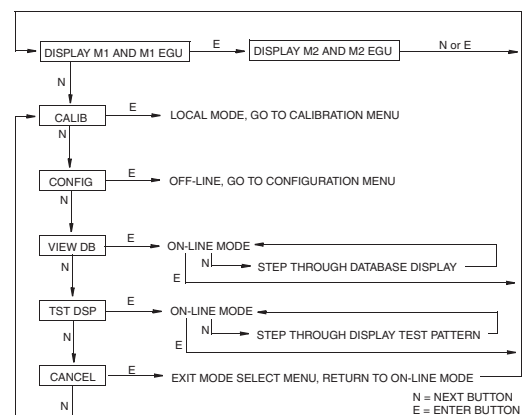 DISPLAY M1 AND M1 EGU E DISPLAY M2 AND M2 EGU N or E
N
CALIB E LOCAL MODE, GO TO CALIBRATION MENU
N
CONFIG E OFF-LINE, GO TO CONFIGURATION MENU
N
VIEW DB E ON-LINE MODE
N N STEP THROUGH DATABASE DISPLAY
E
TST DSP E ON-LINE MODE
N N STEP THROUGH DISPLAY TEST PATTERN
E
CANCEL E EXIT MODE SELECT MENU, RETURN TO ON-LINE MODE
N N = NEXT BUTTON
E = ENTER BUTTON